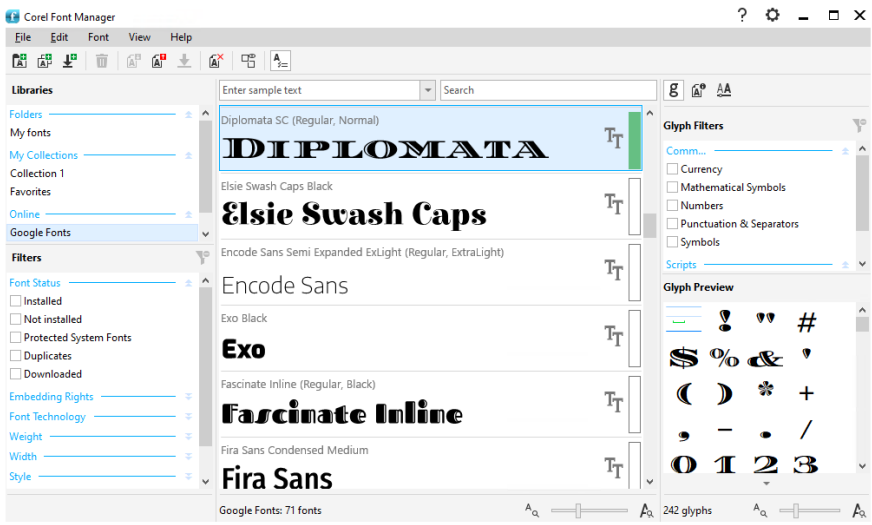 Corel Font Manager
?
File Edit Font View Help
Libraries
Folders
My fonts
My Collections
Collection 1
Favorites
Online
Google Fonts
Filters
Font Status
Installed
Not installed
Protected System Fonts
Duplicates
Downloaded
Embedding Rights
Font Technology
Weight
Width
Style
Enter sample text
Search
Diplomata SC (Regular, Normal)
DIPLOMATA
Elsie Swash Caps Black
Elsie Swash Caps
Encode Sans Semi Expanded ExLight (Regular, ExtraLight)
Encode Sans
Exo Black
Exo
Fascinate Inline (Regular, Black)
Fascinate Inline
Fira Sans Condensed Medium
Fira Sans
Google Fonts: 71 fonts
g
Glyph Filters
Comm...
Currency
Mathematical Symbols
Numbers
Punctuation & Separators
Symbols
Scripts
Glyph Preview
! " #
$ % & '
( ) * +
, - . /
0 1 2 3
242 glyphs